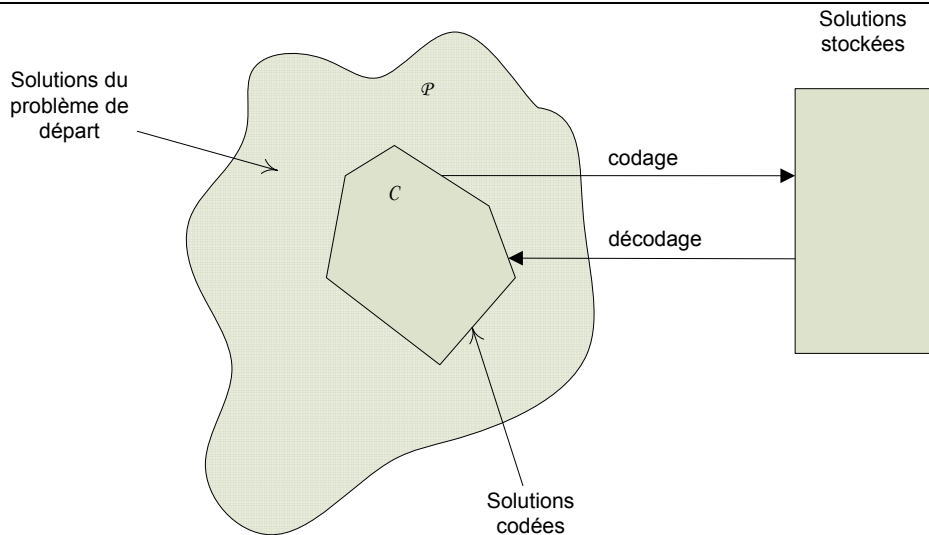 Solutions
stockées
Solutions du
problème de
départ
𝒫
codage
C
décodage
Solutions
codées